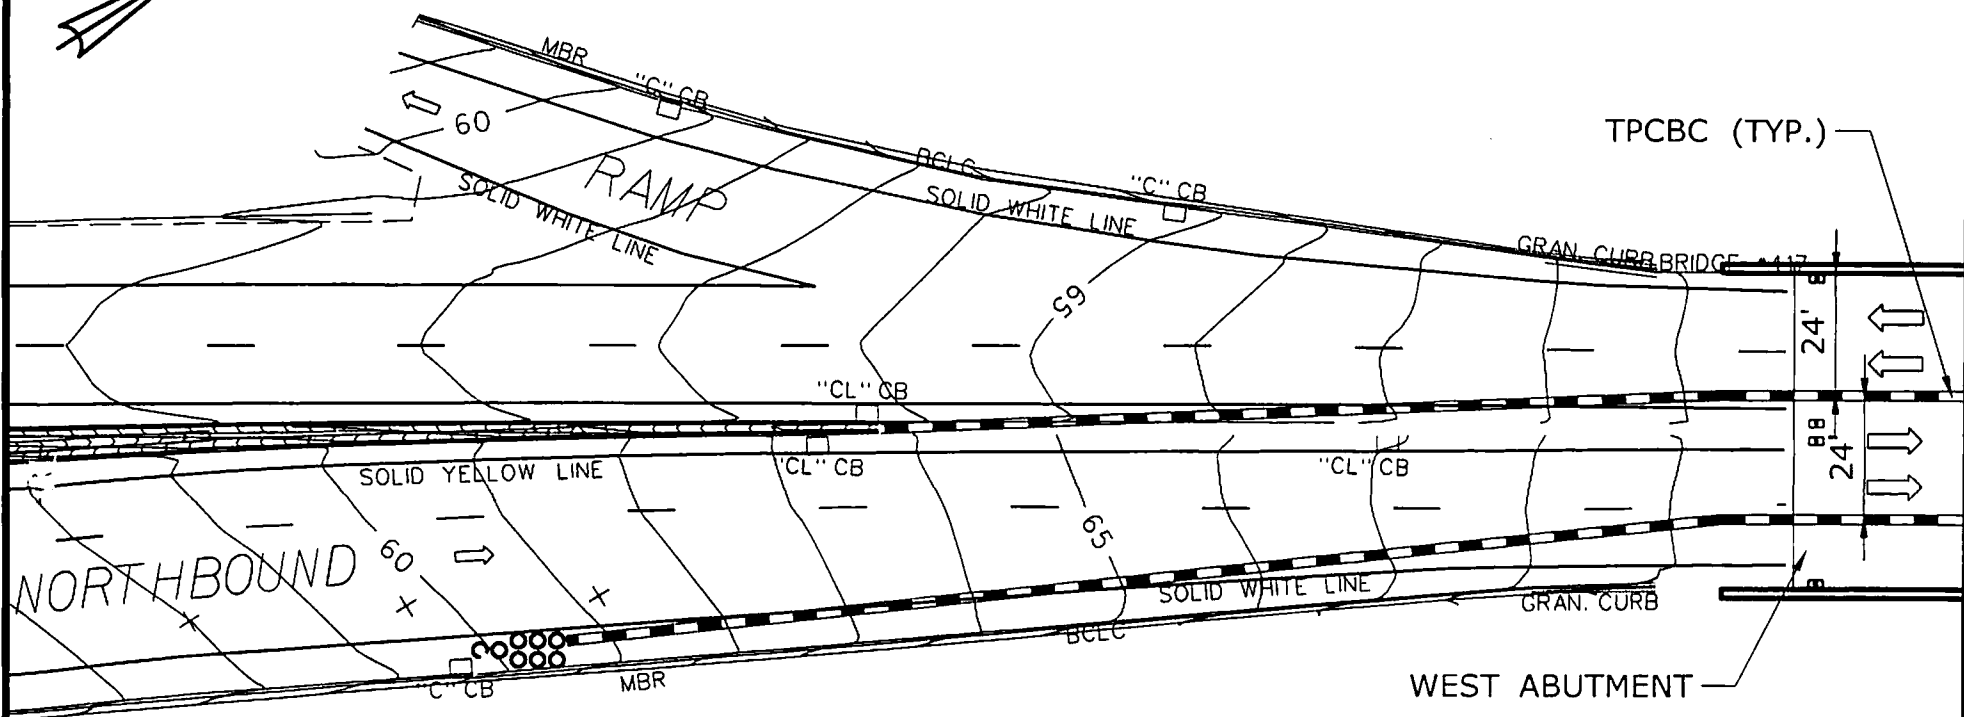 MBR
"C" CB
60
RAMP
BCLC
"C" CB
TPCBC (TYP.)
SOLID WHITE LINE
SOLID WHITE LINE
GRAN. CURB
BRIDGE
65
24'
"CL" CB
SOLID YELLOW LINE
"CL" CB
"CL" CB
24'
65
60
NORTHBOUND
SOLID WHITE LINE
GRAN. CURB
BCLC
"C" CB
MBR
WEST ABUTMENT